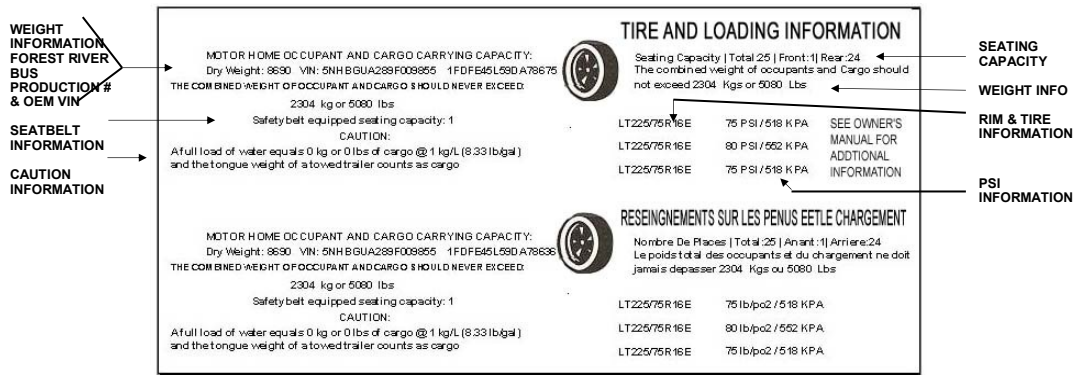 WEIGHT
INFORMATION
FOREST RIVER
BUS
PRODUCTION #
& OEM VIN
SEATBELT
INFORMATION
CAUTION
INFORMATION
MOTOR HOME OCCUPANT AND CARGO CARRYING CAPACITY:
Dry Weight: 8690 VIN: 5NHBGUA289F009855 1FDFE45L59DA78675
THE COMBINED WEIGHT OF OCCUPANT AND CARGO SHOULD NEVER EXCEED:
2304 kg or 5080 lbs
Safety belt equipped seating capacity: 1
CAUTION:
A full load of water equals 0 kg or 0 lbs of cargo @ 1 kg/L (8.33 lb/gal)
and the tongue weight of a towed trailer counts as cargo
TIRE AND LOADING INFORMATION
Seating Capacity | Total:25 | Front:1| Rear:24
The combined weight of occupants and Cargo should
not exceed 2304 Kgs or 5080 Lbs
LT225/75R16E 75 PSI / 518 KPA
LT225/75R16E 80 PSI / 552 KPA
LT225/75R16E 75 PSI / 518 KPA
SEE OWNER'S
MANUAL FOR
ADDTIONAL
INFORMATION
SEATING
CAPACITY
WEIGHT INFO
RIM & TIRE
INFORMATION
PSI
INFORMATION
MOTOR HOME OCCUPANT AND CARGO CARRYING CAPACITY:
Dry Weight: 8690 VIN: 5NHBGUA289F009855 1FDFE45L59DA78636
THE COMBINED WEIGHT OF OCCUPANT AND CARGO SHOULD NEVER EXCEED:
2304 kg or 5080 lbs
Safety belt equipped seating capacity: 1
CAUTION:
A full load of water equals 0 kg or 0 lbs of cargo @ 1 kg/L (8.33 lb/gal)
and the tongue weight of a towed trailer counts as cargo
RESEINGNEMENTS SUR LES PENUS EETLE CHARGEMENT
Nombre De Places | Total:25 | Anant:1| Arriere:24
Le poids total des occupants et du chargement ne doit
jamais depasser 2304 Kgs ou 5080 Lbs
LT225/75R16E 75 lb/po2 / 518 KPA
LT225/75R16E 80 lb/po2 / 552 KPA
LT225/75R16E 75 lb/po2 / 518 KPA